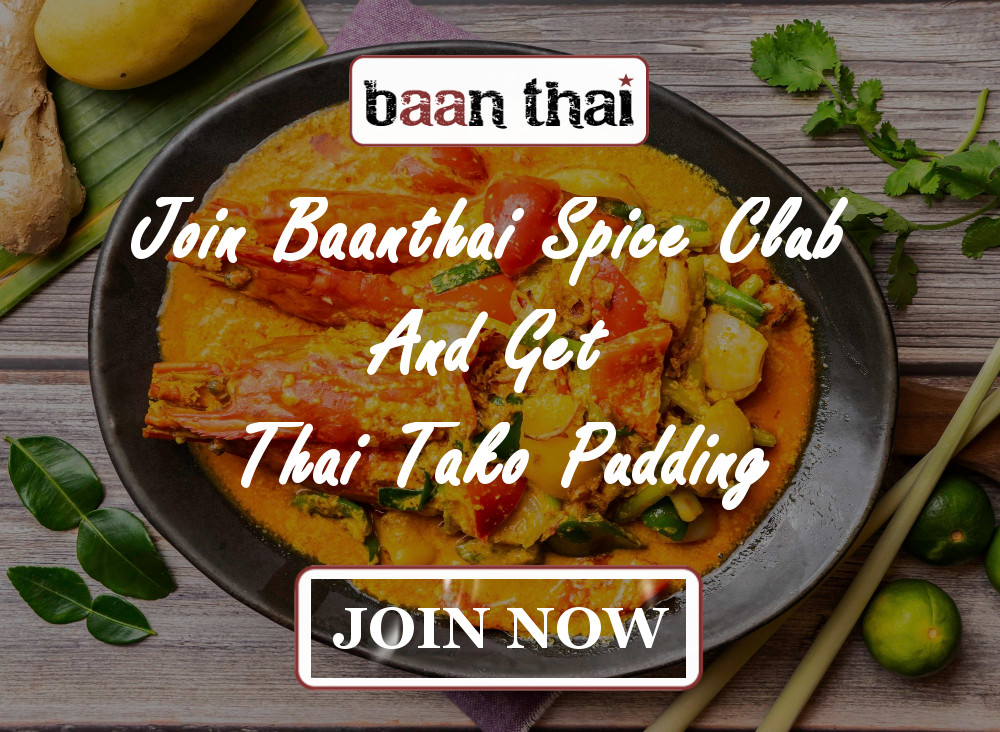 baan thai
Join Baanthai Spice Club
And Get
Thai Tako Pudding
JOIN NOW